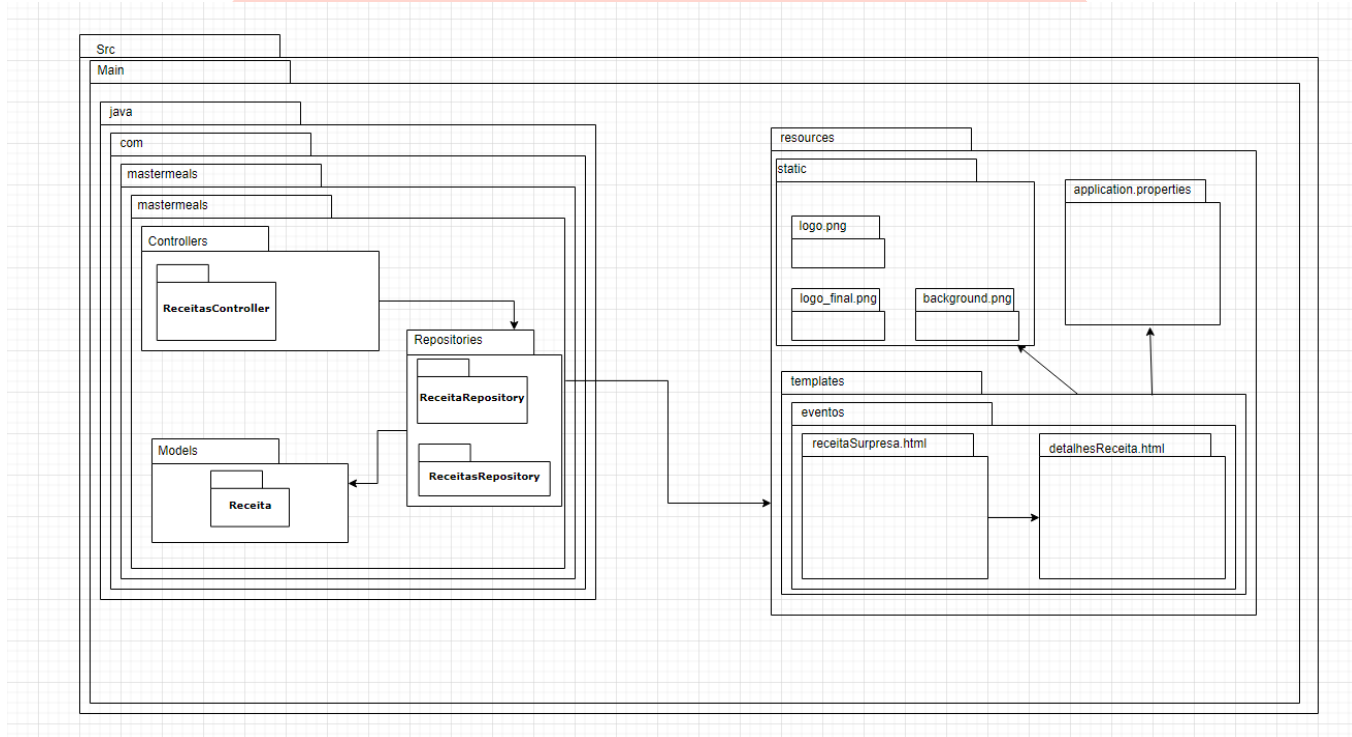 Src
Main
java
com
mastermeals
mastermeals
Controllers
ReceitasController
Repositories
ReceitaRepository
ReceitasRepository
Models
Receita
resources
static
logo.png
logo_final.png
background.png
application.properties
templates
eventos
receitaSurpresa.html
detalhesReceita.html